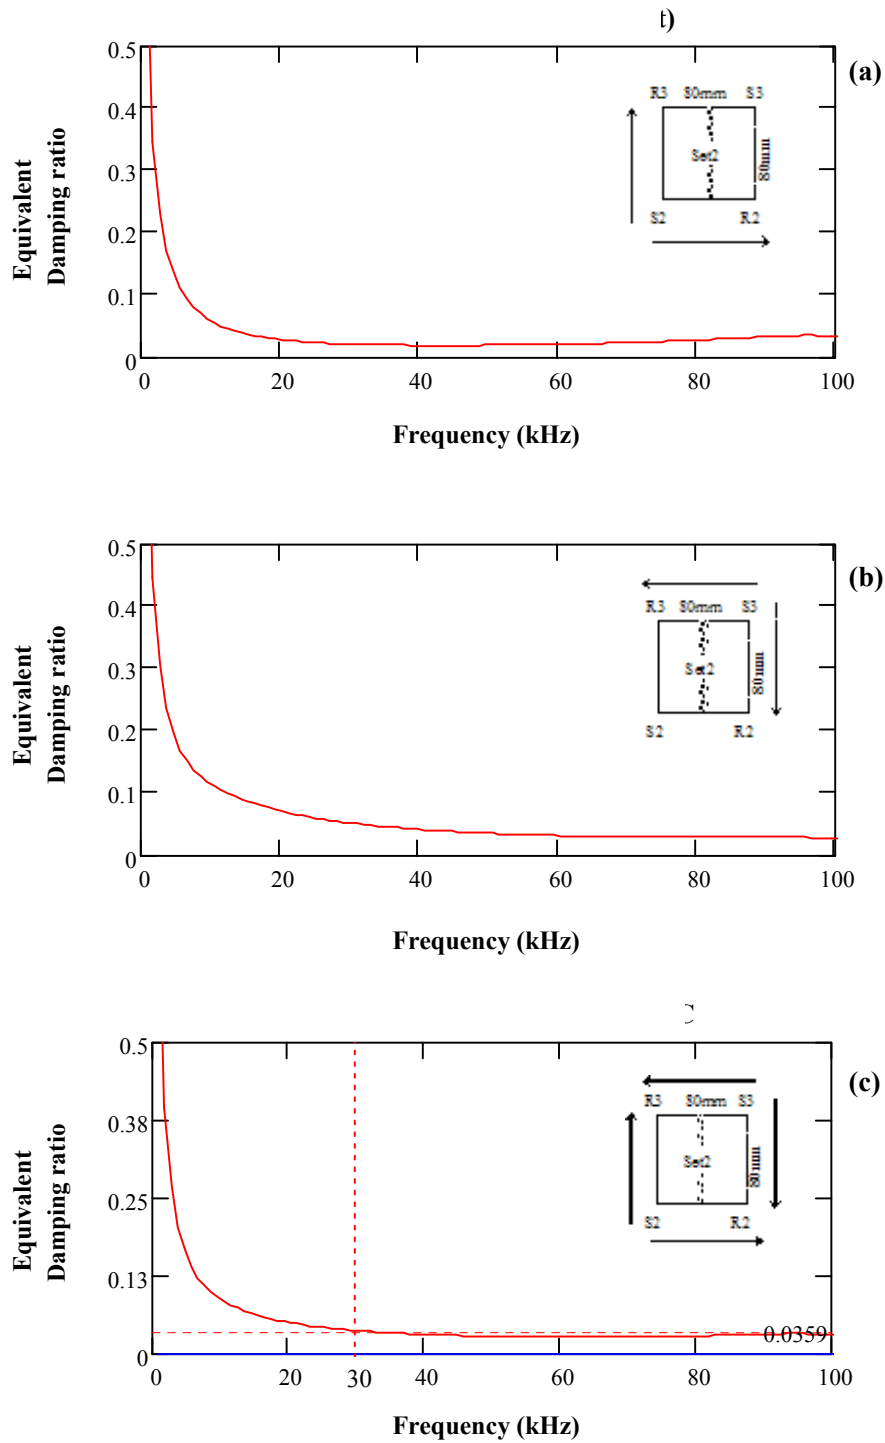 t)
0.5
(a)
R3 80mm S3
0.4
0.3
Set2
80mm
0.2
S2 R2
0.1
0
Equivalent
Damping ratio
0 20 40 60 80 100
Frequency (kHz)
0.5
(b)
R3 80mm S3
0.4
0.3
Set2
80mm
0.2
S2 R2
0.1
0
Equivalent
Damping ratio
0 20 40 60 80 100
Frequency (kHz)
0.5
(c)
R3 80mm S3
0.38
Set2
80mm
0.25
S2 R2
0.13
0.0359
0
Equivalent
Damping ratio
0 20 30 40 60 80 100
Frequency (kHz)